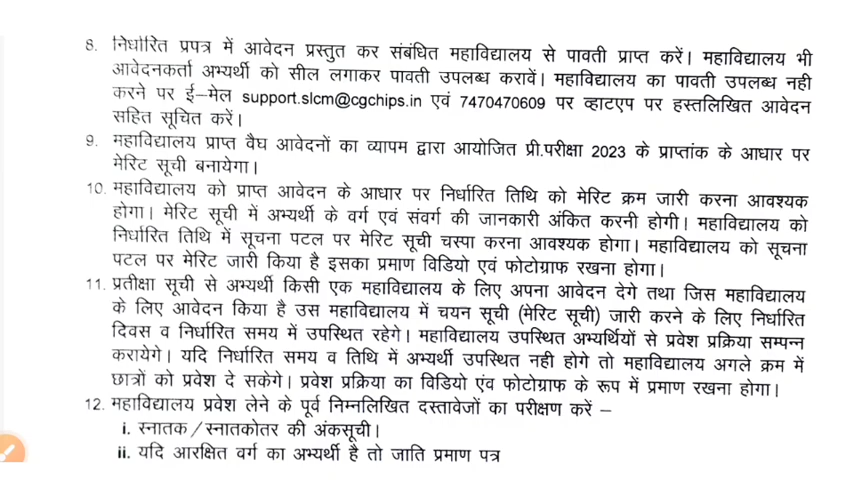 8. निर्धारित प्रपत्र में आवेदन प्रस्तुत कर संबंधित महाविद्यालय से पावती प्राप्त करें। महाविद्यालय भी
आवेदनकर्ता अभ्यर्थी को सील लगाकर पावती उपलब्ध करावें। महाविद्यालय का पावती उपलब्ध नही
करने पर ई–मेल support.slcm@cgchips.in एवं 7470470609 पर व्हाटएप पर हस्तलिखित आवेदन
सहित सूचित करें।
9. महाविद्यालय प्राप्त वैघ आवेदनों का व्यापम द्वारा आयोजित प्री.परीक्षा 2023 के प्राप्तांक के आधार पर
मेरिट सूची बनायेगा।
10. महाविद्यालय को प्राप्त आवेदन के आधार पर निर्धारित तिथि को मेरिट क्रम जारी करना आवश्यक
होगा। मेरिट सूची में अभ्यर्थी के वर्ग एवं संवर्ग की जानकारी अंकित करनी होगी। महाविद्यालय को
निर्धारित तिथि में सूचना पटल पर मेरिट सूची चस्पा करना आवश्यक होगा। महाविद्यालय को सूचना
पटल पर मेरिट जारी किया है इसका प्रमाण विडियो एवं फोटोग्राफ रखना होगा।
11. प्रतीक्षा सूची से अभ्यर्थी किसी एक महाविद्यालय के लिए अपना आवेदन देगे तथा जिस महाविद्यालय
के लिए आवेदन किया है उस महाविद्यालय में चयन सूची (मेरिट सूची) जारी करने के लिए निर्धारित
दिवस व निर्धारित समय में उपस्थित रहेगे। महाविद्यालय उपस्थित अभ्यर्थियों से प्रवेश प्रक्रिया सम्पन्न
करायेगे। यदि निर्धारित समय व तिथि में अभ्यर्थी उपस्थित नही होगे तो महाविद्यालय अगले क्रम में
छात्रों को प्रवेश दे सकेगे। प्रवेश प्रक्रिया का विडियो एंव फोटोग्राफ के रूप में प्रमाण रखना होगा।
12. महाविद्यालय प्रवेश लेने के पूर्व निम्नलिखित दस्तावेजों का परीक्षण करें –
i. स्नातक/स्नातकोतर की अंकसूची।
ii. यदि आरक्षित वर्ग का अभ्यर्थी है तो जाति प्रमाण पत्र